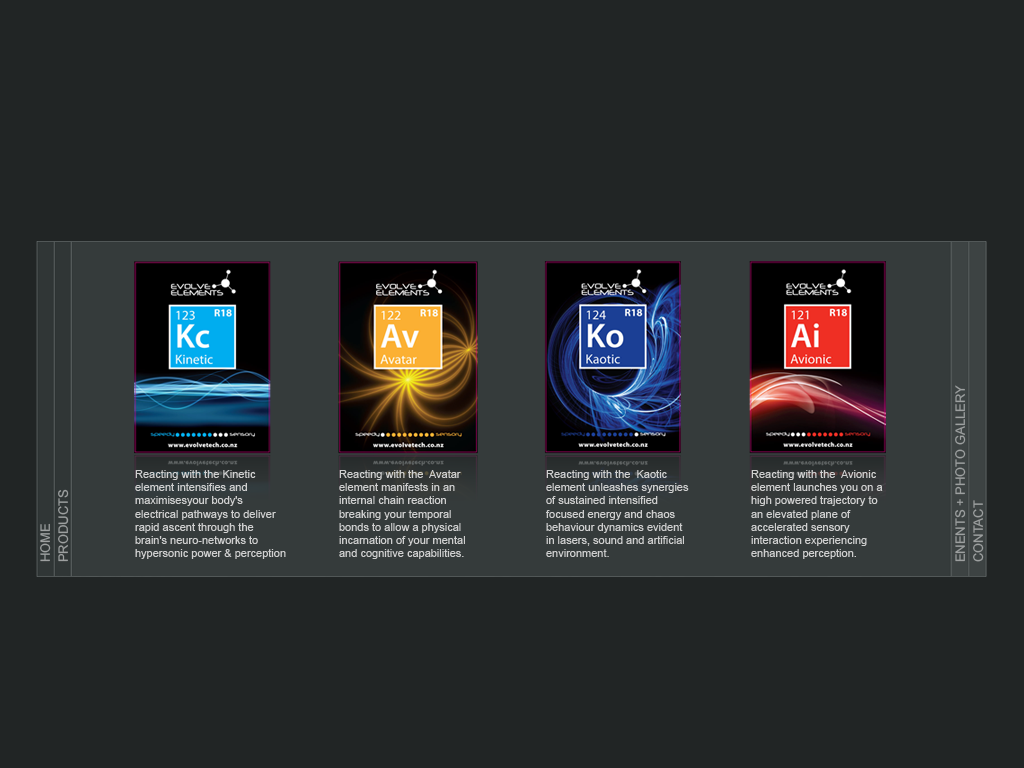 HOME
PRODUCTS
EVOLVE
ELEMENTS
123 R18
Kc
Kinetic
speedy sensory
www.evolvetech.co.nz
Reacting with the Kinetic
element intensifies and
maximisesyour body's
electrical pathways to deliver
rapid ascent through the
brain's neuro-networks to
hypersonic power & perception
EVOLVE
ELEMENTS
122 R18
Av
Avatar
speedy sensory
www.evolvetech.co.nz
Reacting with the Avatar
element manifests in an
internal chain reaction
breaking your temporal
bonds to allow a physical
incarnation of your mental
and cognitive capabilities.
EVOLVE
ELEMENTS
124 R18
Ko
Kaotic
speedy sensory
www.evolvetech.co.nz
Reacting with the Kaotic
element unleashes synergies
of sustained intensified
focused energy and chaos
behaviour dynamics evident
in lasers, sound and artificial
environment.
EVOLVE
ELEMENTS
121 R18
Ai
Avionic
speedy sensory
www.evolvetech.co.nz
Reacting with the Avionic
element launches you on a
high powered trajectory to
an elevated plane of
accelerated sensory
interaction experiencing
enhanced perception.
ENENTS + PHOTO GALLERY
CONTACT